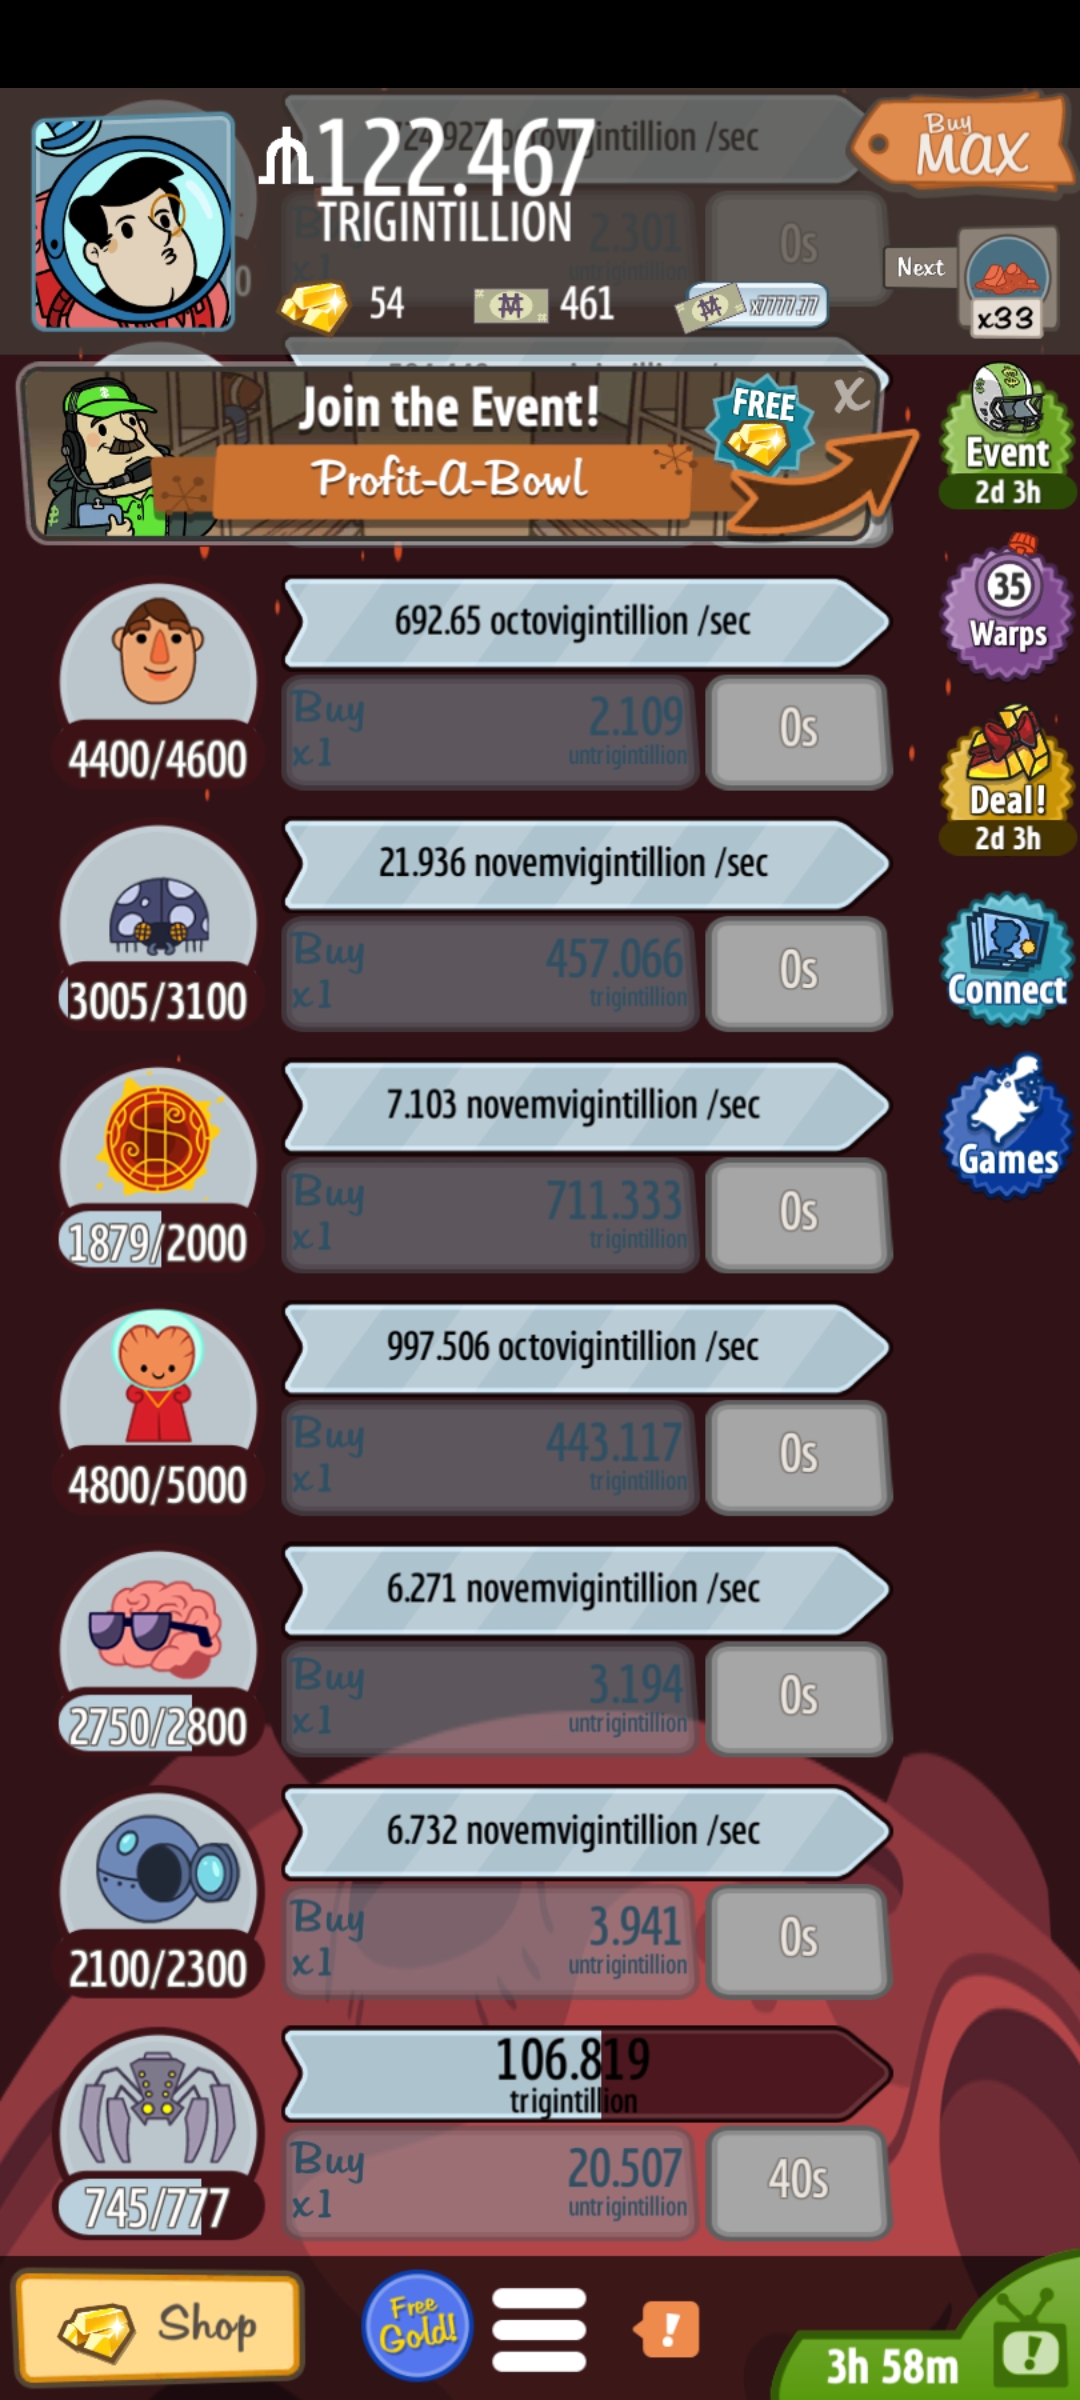 122.467
TRIGINTILLION
octovigintillion /sec
Buy
MAX
2.301
untrigintillion
0s
Next
x33
54
461
x7777.77
Join the Event!
Profit-A-Bowl
FREE
X
Event
2d 3h
692.65 octovigintillion /sec
Buy
x1
2.109
untrigintillion
0s
4400/4600
35
Warps
Deal!
2d 3h
21.936 novemvigintillion /sec
Buy
x1
457.066
trigintillion
0s
3005/3100
Connect
7.103 novemvigintillion /sec
Buy
x1
711.333
trigintillion
0s
1879/2000
Games
997.506 octovigintillion /sec
Buy
x1
443.117
trigintillion
0s
4800/5000
6.271 novemvigintillion /sec
Buy
x1
3.194
untrigintillion
0s
2750/2800
6.732 novemvigintillion /sec
Buy
x1
3.941
untrigintillion
0s
2100/2300
106.819
trigintillion
Buy
x1
20.507
untrigintillion
40s
745/777
Shop
Free
Gold!
!
3h 58m
!